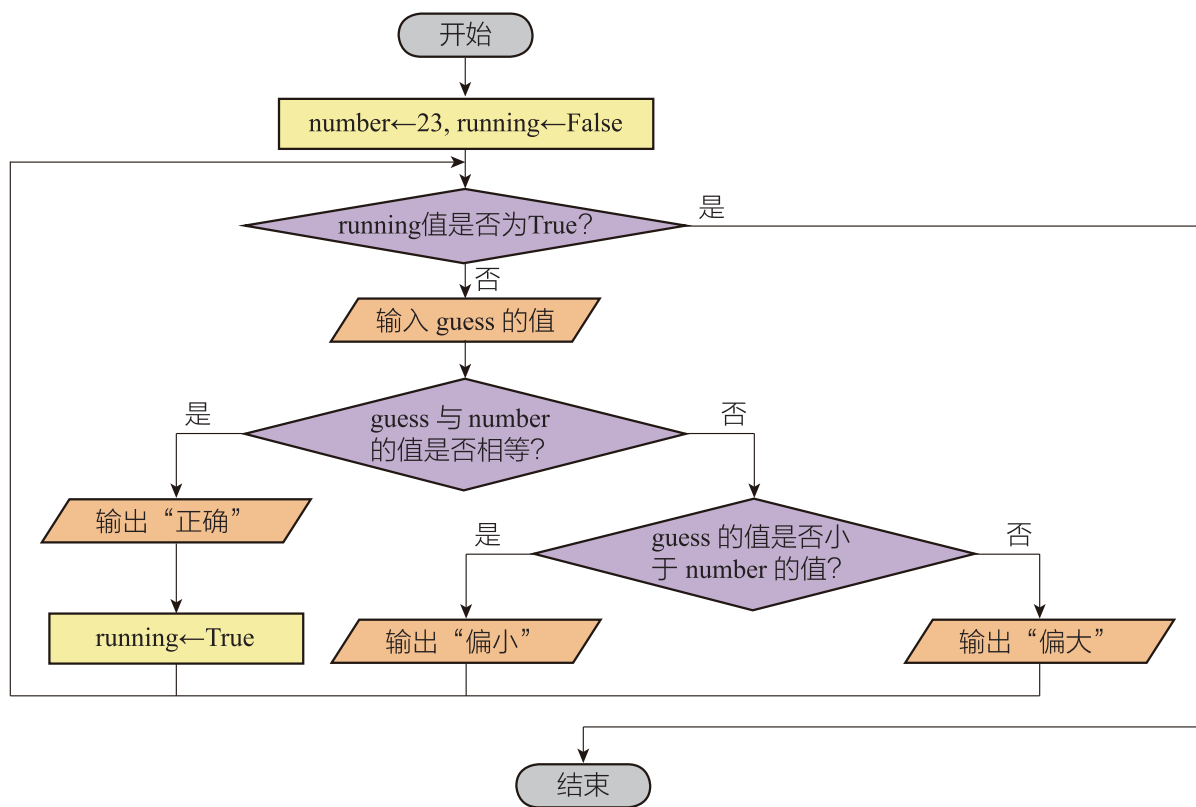 开始
number←23, running←False
running值是否为True？
是
否
输入 guess 的值
guess 与 number
的值是否相等？
是
否
输出“正确”
guess 的值是否小
于 number 的值？
是
否
running←True
输出“偏小”
输出“偏大”
结束